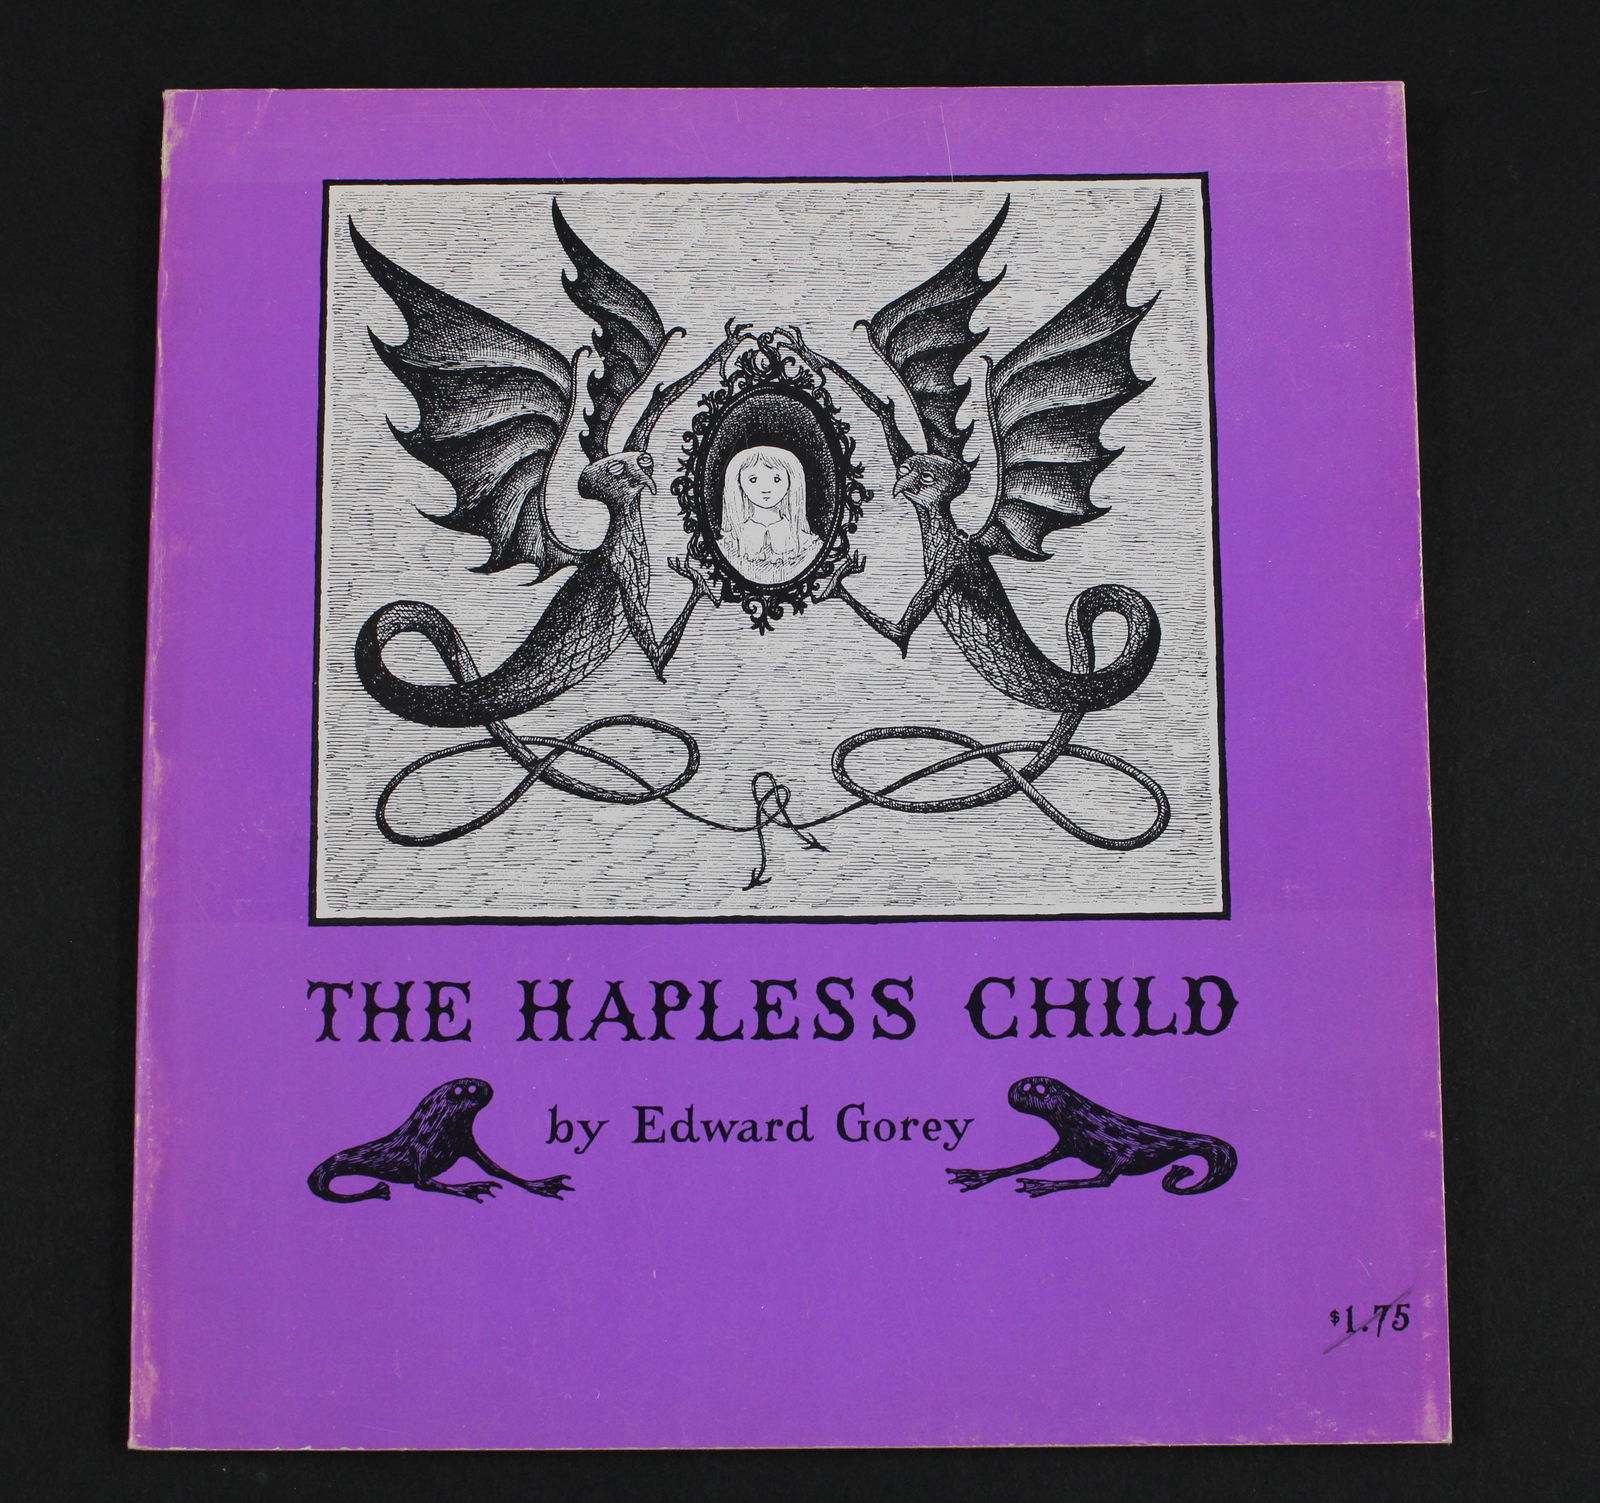 THE HAPLESS CHILD
by Edward Gorey
$1.75